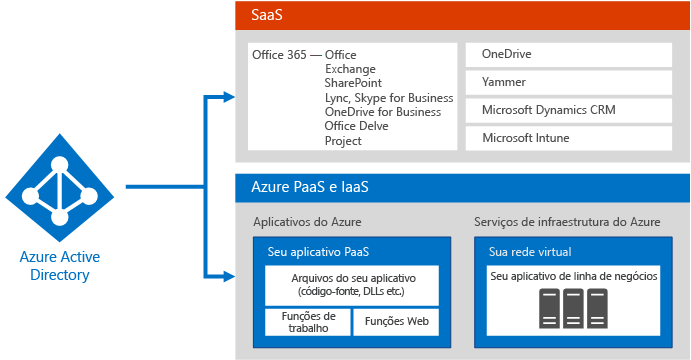 SaaS
Office 365 — Office
Exchange
SharePoint
Lync, Skype for Business
OneDrive for Business
Office Delve
Project
OneDrive
Yammer
Microsoft Dynamics CRM
Microsoft Intune
Azure Active
Directory
Azure PaaS e IaaS
Aplicativos do Azure
Seu aplicativo PaaS
Arquivos do seu aplicativo
(código-fonte, DLLs etc.)
Funções de
trabalho
Funções Web
Serviços de infraestrutura do Azure
Sua rede virtual
Seu aplicativo de linha de negócios